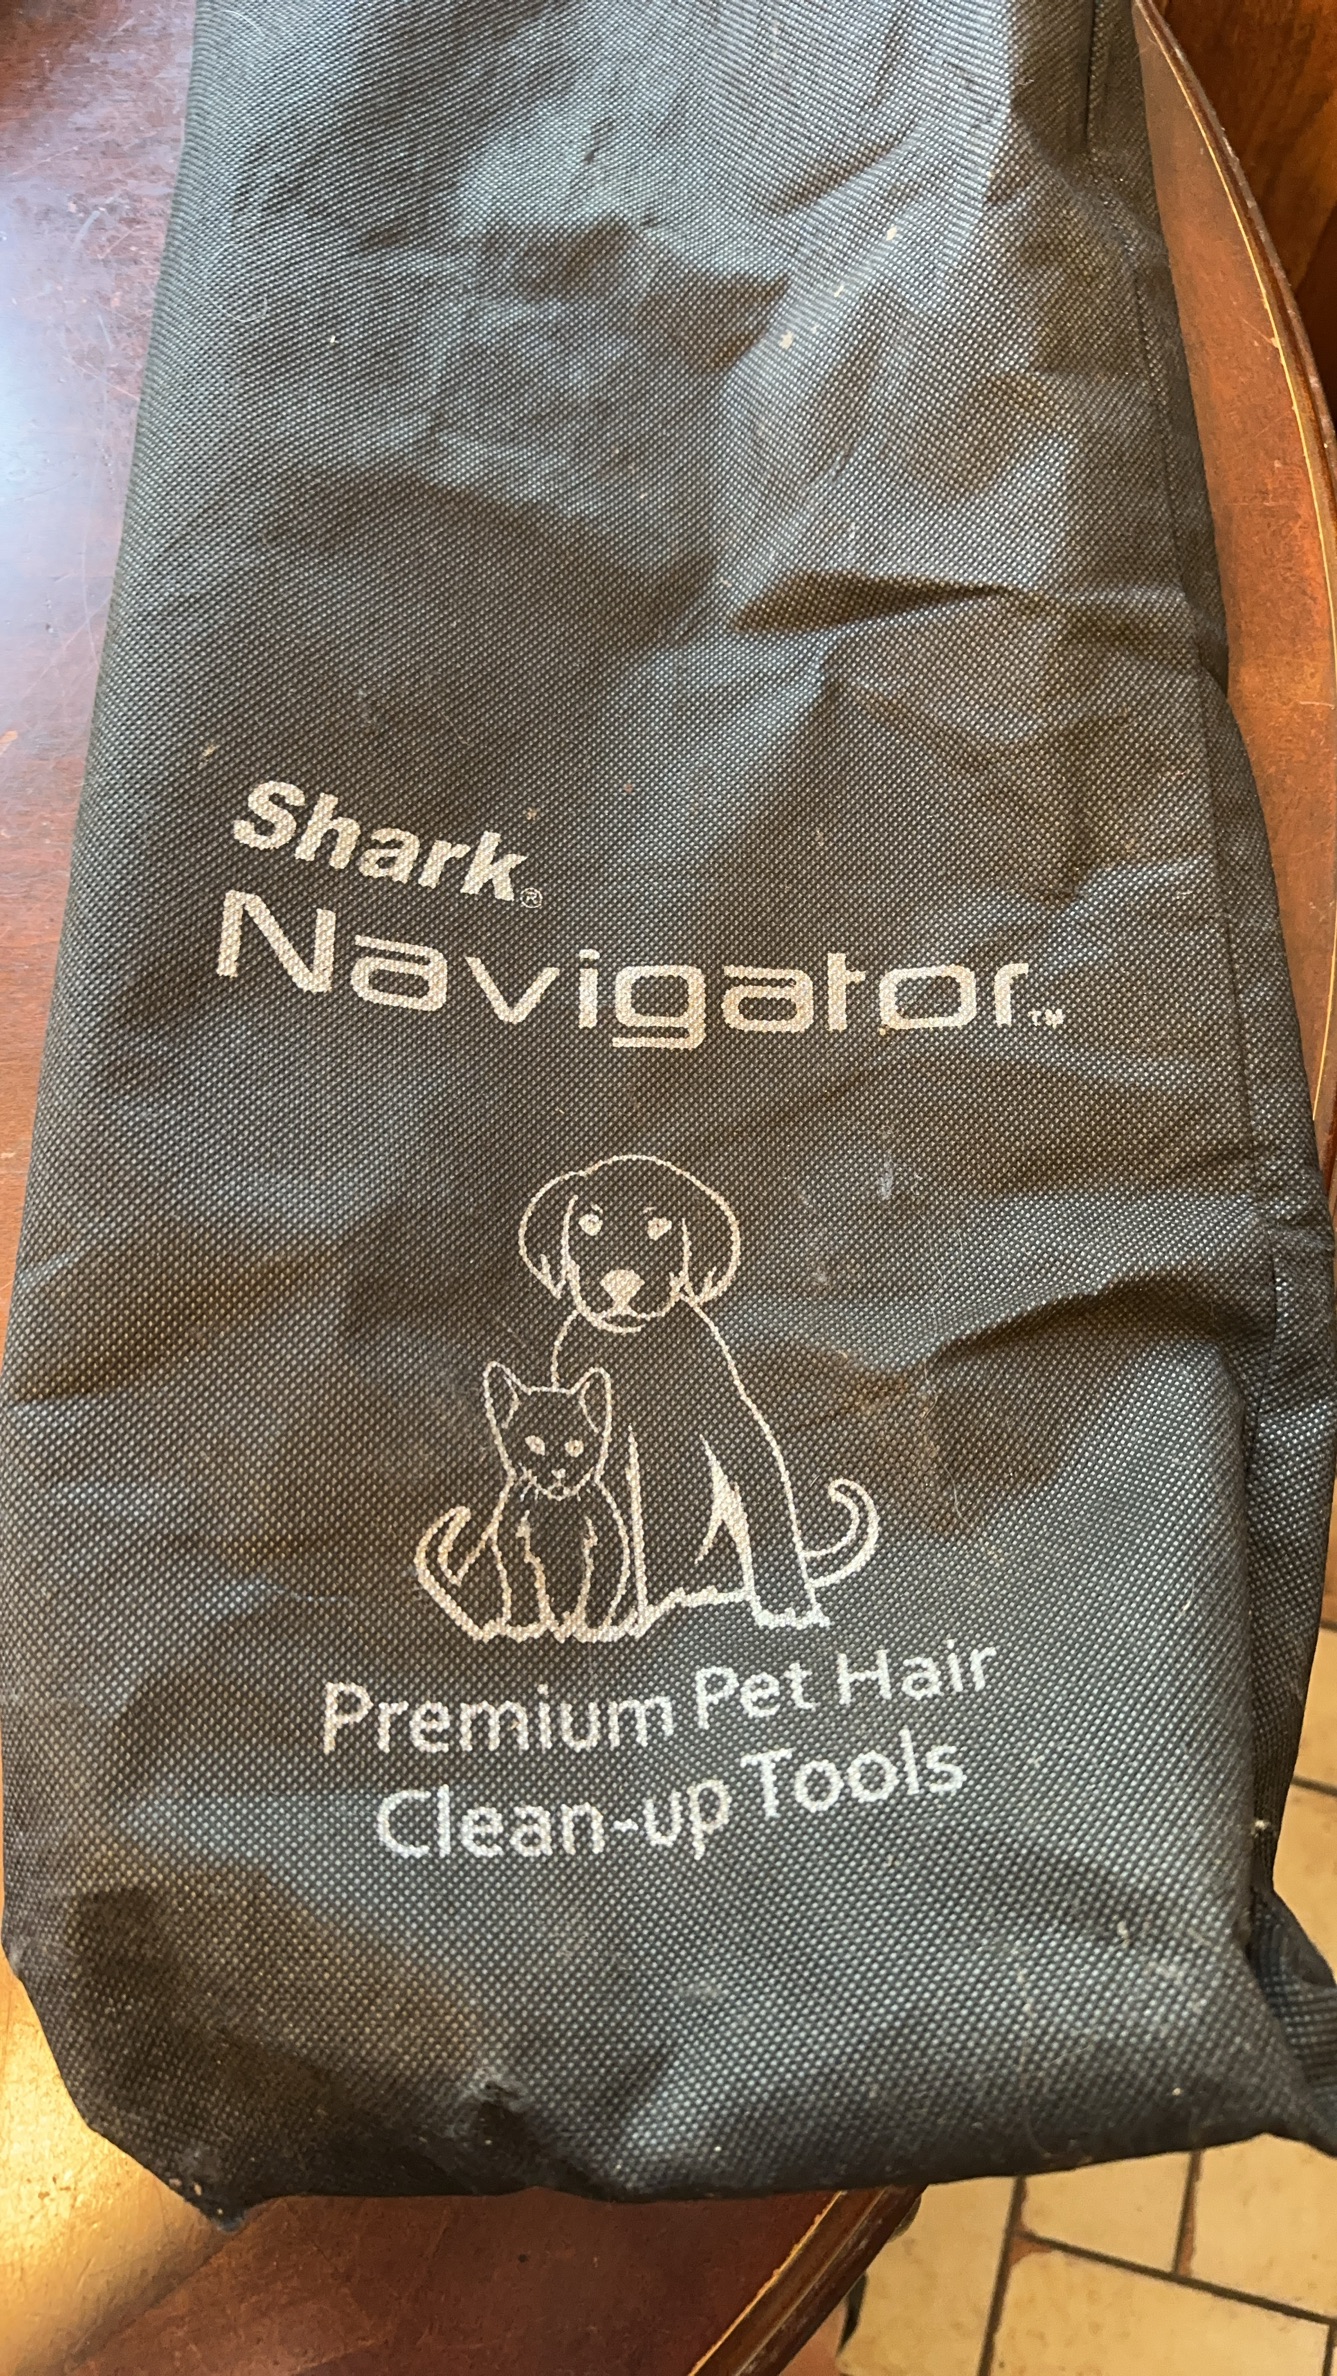 Shark®
Navigator™
Premium Pet Hair
Clean-up Tools